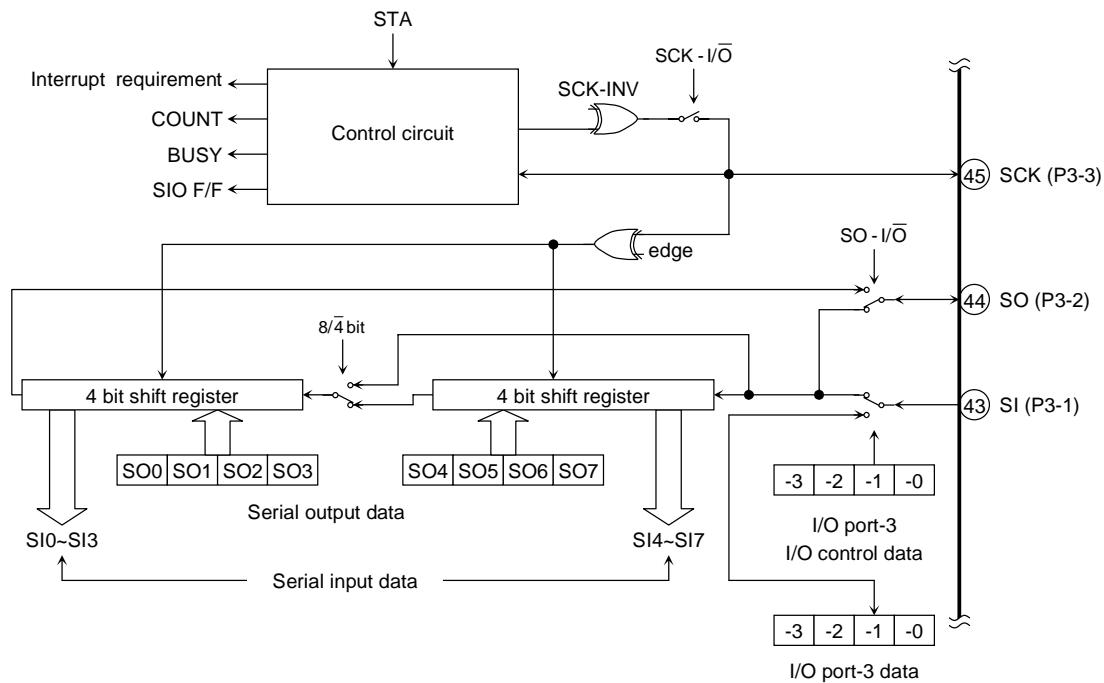 STA
SCK - I/O̅
Interrupt requirement
SCK-INV
COUNT
Control circuit
BUSY
SIO F/F
45 SCK (P3-3)
edge
SO - I/O̅
44 SO (P3-2)
8/4̅ bit
4 bit shift register
4 bit shift register
43 SI (P3-1)
SO0 SO1 SO2 SO3
SO4 SO5 SO6 SO7
-3 -2 -1 -0
Serial output data
I/O port-3
I/O control data
SI0~SI3
SI4~SI7
Serial input data
-3 -2 -1 -0
I/O port-3 data